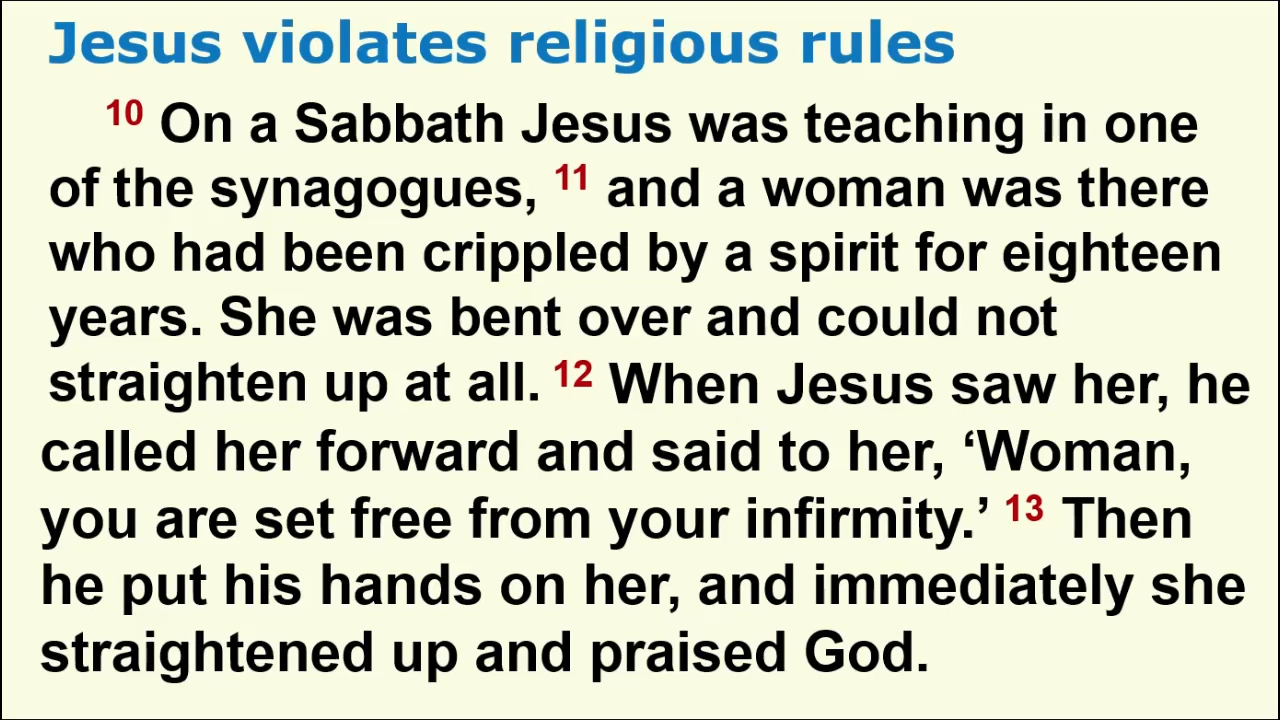 Jesus violates religious rules
10 On a Sabbath Jesus was teaching in one
of the synagogues, 11 and a woman was there
who had been crippled by a spirit for eighteen
years. She was bent over and could not
straighten up at all. 12 When Jesus saw her, he
called her forward and said to her, ‘Woman,
you are set free from your infirmity.’ 13 Then
he put his hands on her, and immediately she
straightened up and praised God.